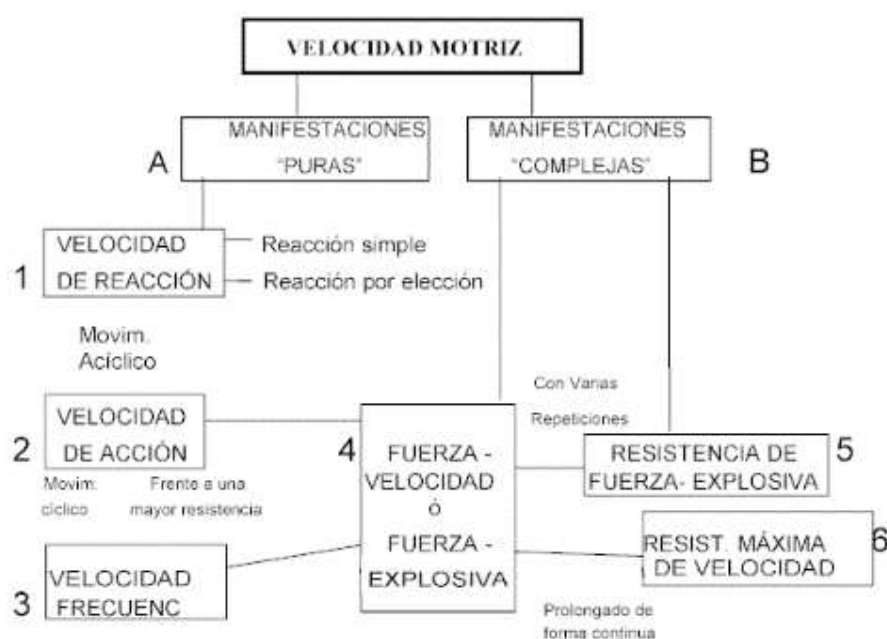 VELOCIDAD MOTRIZ
MANIFESTACIONES
"PURAS"
A
MANIFESTACIONES
"COMPLEJAS"
B
1
VELOCIDAD
DE REACCIÓN
Reacción simple
Reacción por elección
Movim.
Acíclico
2
VELOCIDAD
DE ACCIÓN
Movim:
cíclico
Frente a una
mayor resistencia
3
VELOCIDAD
FRECUENC
4
FUERZA -
VELOCIDAD
ò
FUERZA -
EXPLOSIVA
Con Varias
Repeticiones
RESISTENCIA DE
FUERZA- EXPLOSIVA
5
RESIST. MÁXIMA
DE VELOCIDAD
6
Prolongado de
forma continua